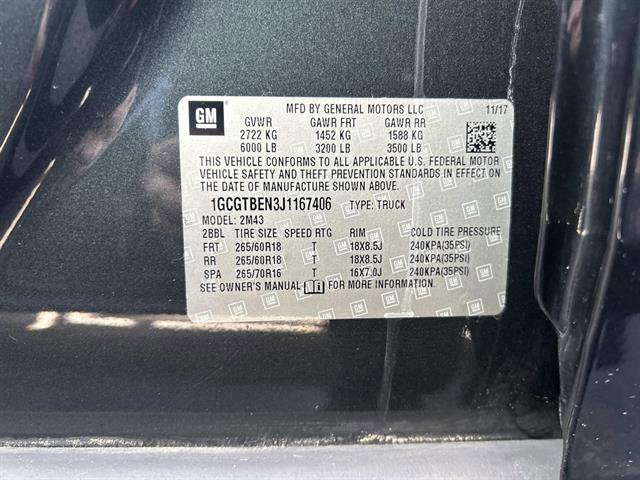 GM MFD BY GENERAL MOTORS LLC 11/17
GVWR GAWR FRT GAWR RR
2722 KG 1452 KG 1588 KG
6000 LB 3200 LB 3500 LB
THIS VEHICLE CONFORMS TO ALL APPLICABLE U.S. FEDERAL MOTOR
VEHICLE SAFETY AND THEFT PREVENTION STANDARDS IN EFFECT ON
THE DATE OF MANUFACTURE SHOWN ABOVE.
1GCGTBEN3J1167406 TYPE: TRUCK
MODEL: 2M43
2BBL TIRE SIZE SPEED RTG RIM COLD TIRE PRESSURE
FRT 265/60R18 T 18X8.5J 240KPA(35PSI)
RR 265/60R18 T 18X8.5J 240KPA(35PSI)
SPA 265/70R16 T 16X7.0J 240KPA(35PSI)
SEE OWNER'S MANUAL FOR MORE INFORMATION.